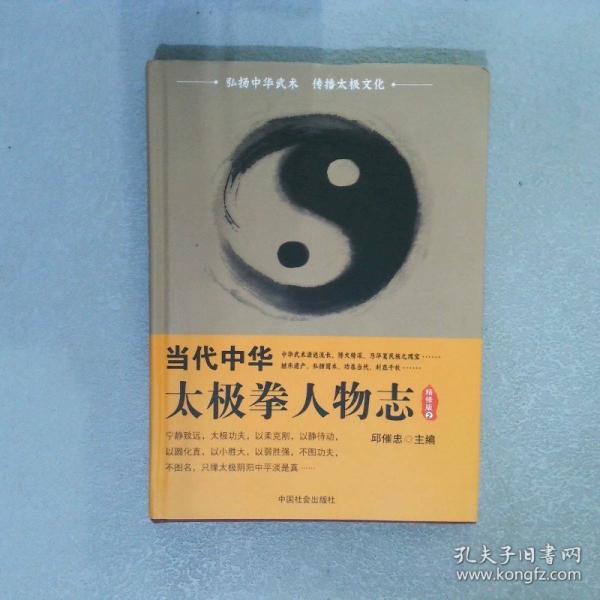 弘扬中华武术 传播太极文化
当代中华
中华武术源远流长，博大精深，乃华夏民族之瑰宝……
继承遗产，弘扬国术，功在当代，利在千秋……
太极拳人物志
精修版2
宁静致远，太极功夫，以柔克刚，以静待动，
以圆化直，以小胜大，以弱胜强，不图功夫，
不图名，只缘太极阴阳中平淡是真……
邱催忠○主编
中国社会出版社
孔夫子旧书网
www.kongfz.com